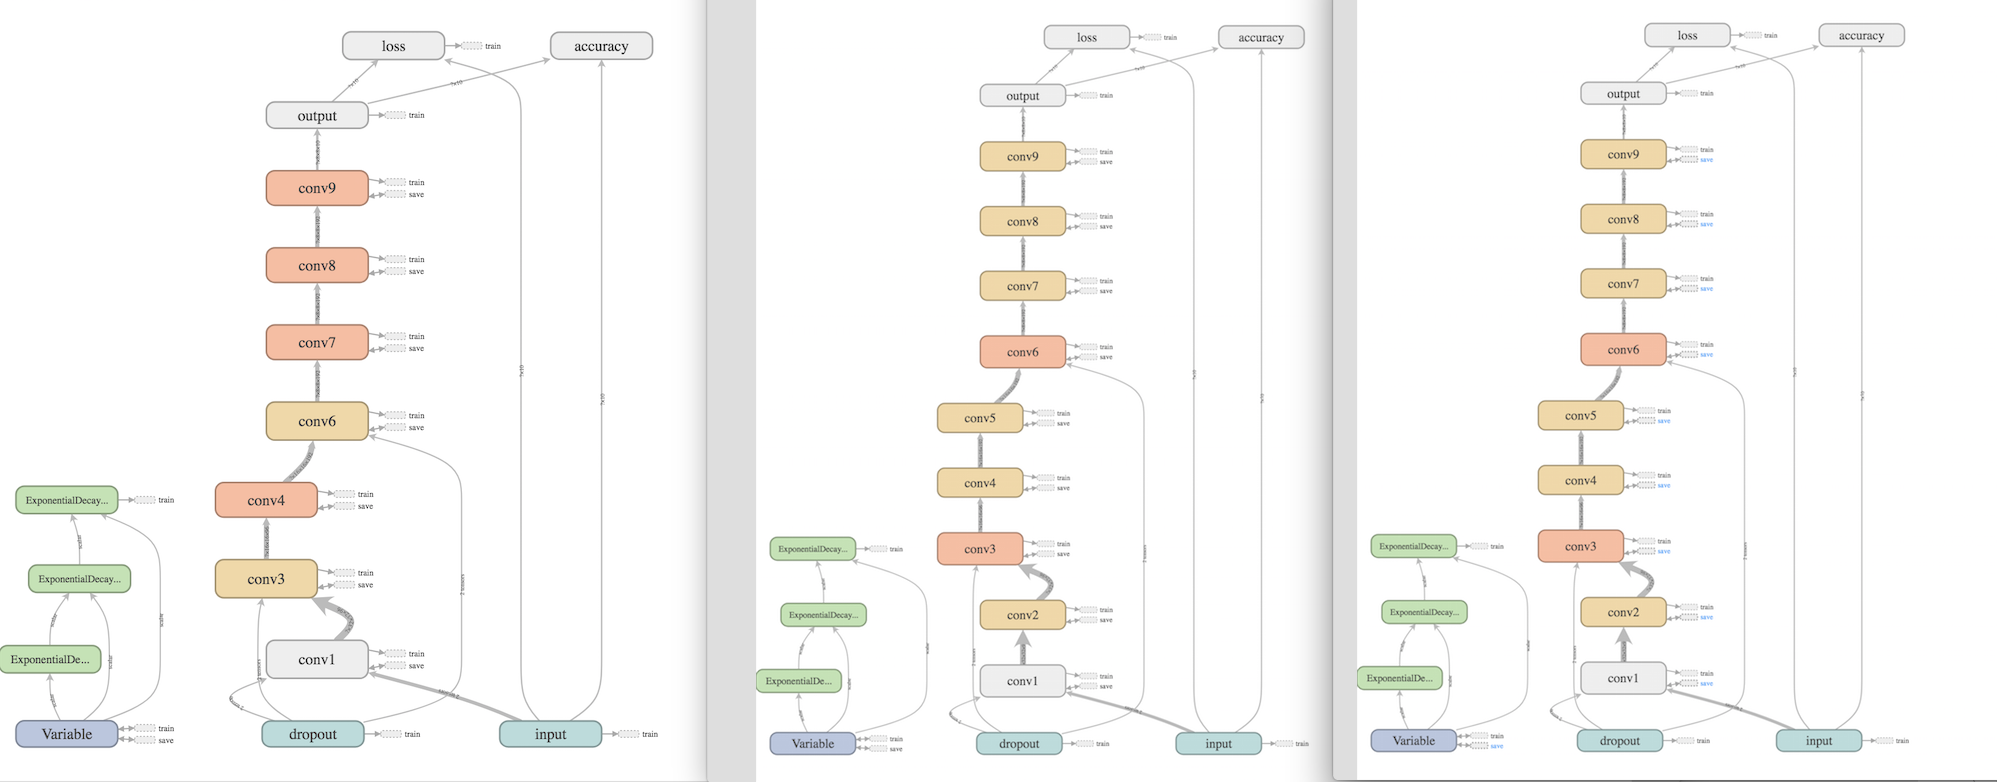 loss train accuracy
output train
conv9 train
save
conv8 train
save
conv7 train
save
conv6 train
save
conv4 train
save
conv3 train
save
conv1 train
save
ExponentialDecay... train
scalar
ExponentialDecay...
scalar
ExponentialDe...
scalar
Variable train
save
dropout train
input train
2 tensors
loss train accuracy
output train
conv9 train
save
conv8 train
save
conv7 train
save
conv6 train
save
conv5 train
save
conv4 train
save
conv3 train
save
conv2 train
save
conv1 train
save
ExponentialDecay... train
ExponentialDecay...
ExponentialDe...
Variable train
save
dropout train
input train
loss train accuracy
output train
conv9 train
save
conv8 train
save
conv7 train
save
conv6 train
save
conv5 train
save
conv4 train
save
conv3 train
save
conv2 train
save
conv1 train
save
ExponentialDecay... train
ExponentialDecay...
ExponentialDe...
Variable train
save
dropout train
input train